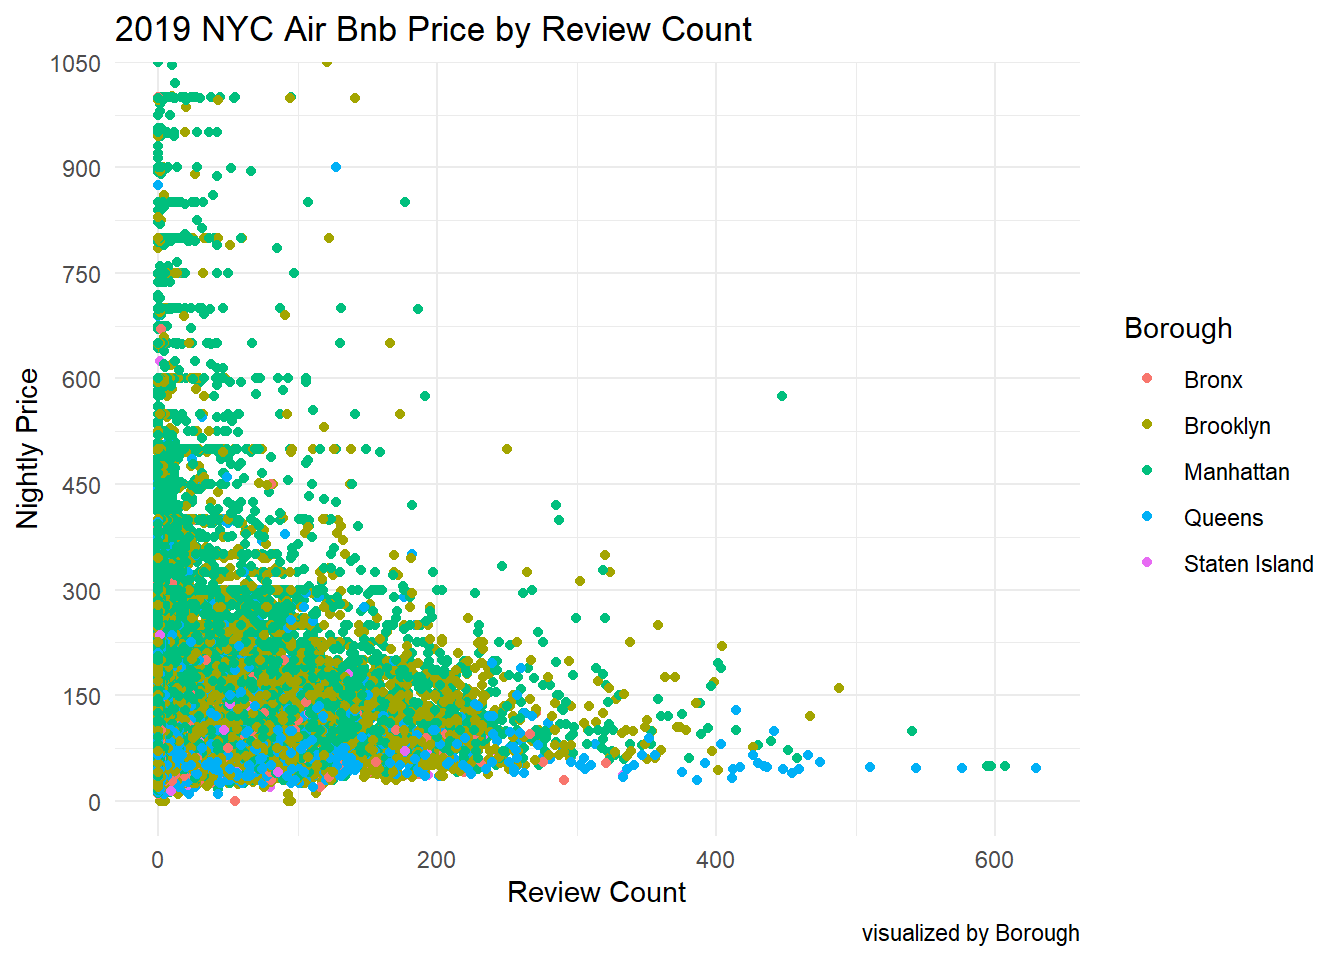 2019 NYC Air Bnb Price by Review Count
1050
900
750
600
450
300
150
0
Nightly Price
0 200 400 600
Review Count
Borough
Bronx
Brooklyn
Manhattan
Queens
Staten Island
visualized by Borough